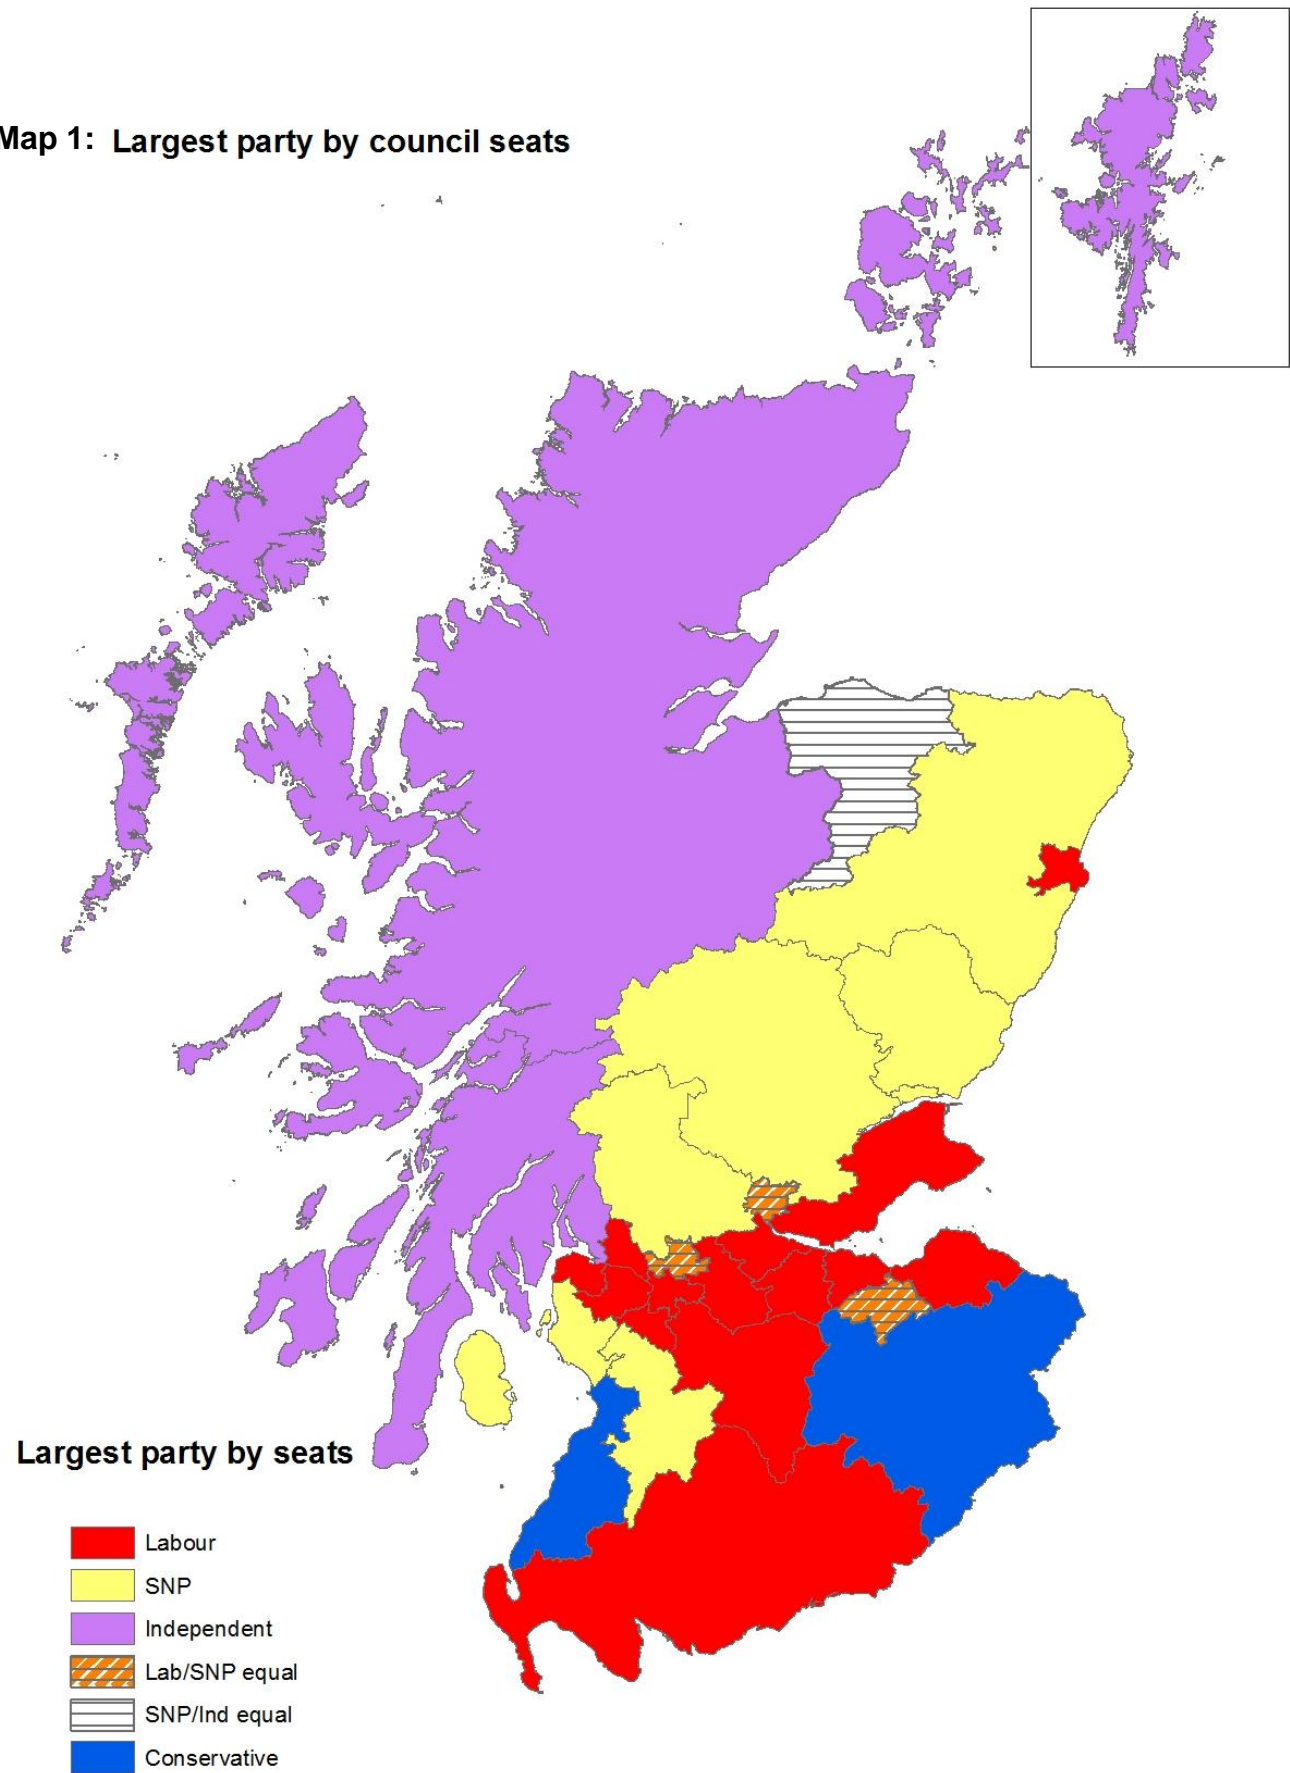 Map 1: Largest party by council seats
Largest party by seats
Labour
SNP
Independent
Lab/SNP equal
SNP/Ind equal
Conservative